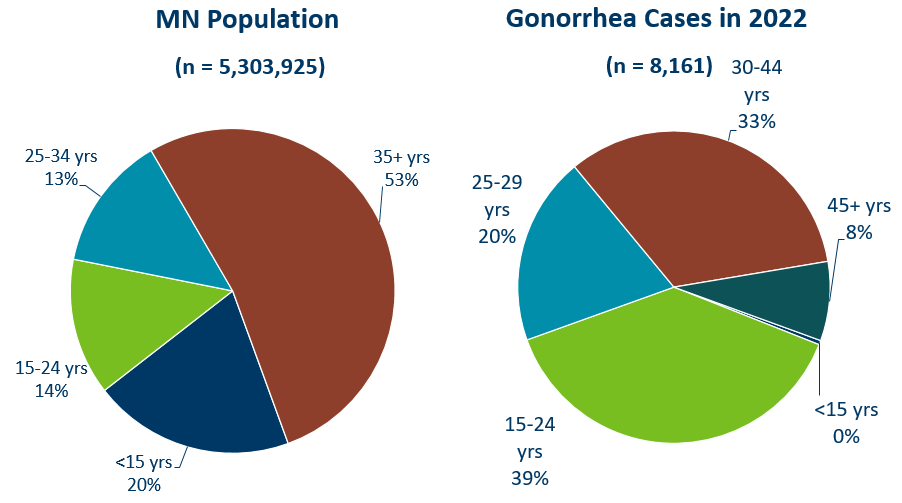 MN Population
(n = 5,303,925)
25-34 yrs
13%
35+ yrs
53%
15-24 yrs
14%
<15 yrs
20%
Gonorrhea Cases in 2022
(n = 8,161)
30-44
yrs
33%
25-29
yrs
20%
45+ yrs
8%
<15 yrs
0%
15-24
yrs
39%